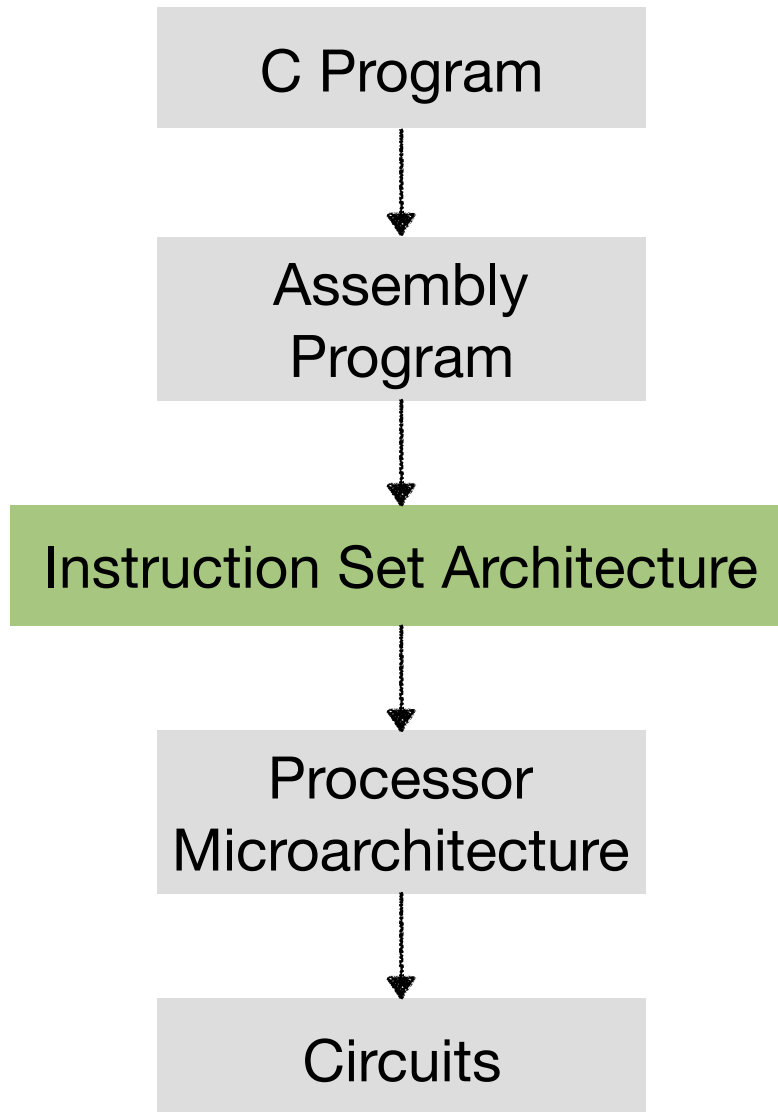 C Program
Assembly
Program
Instruction Set Architecture
Processor
Microarchitecture
Circuits